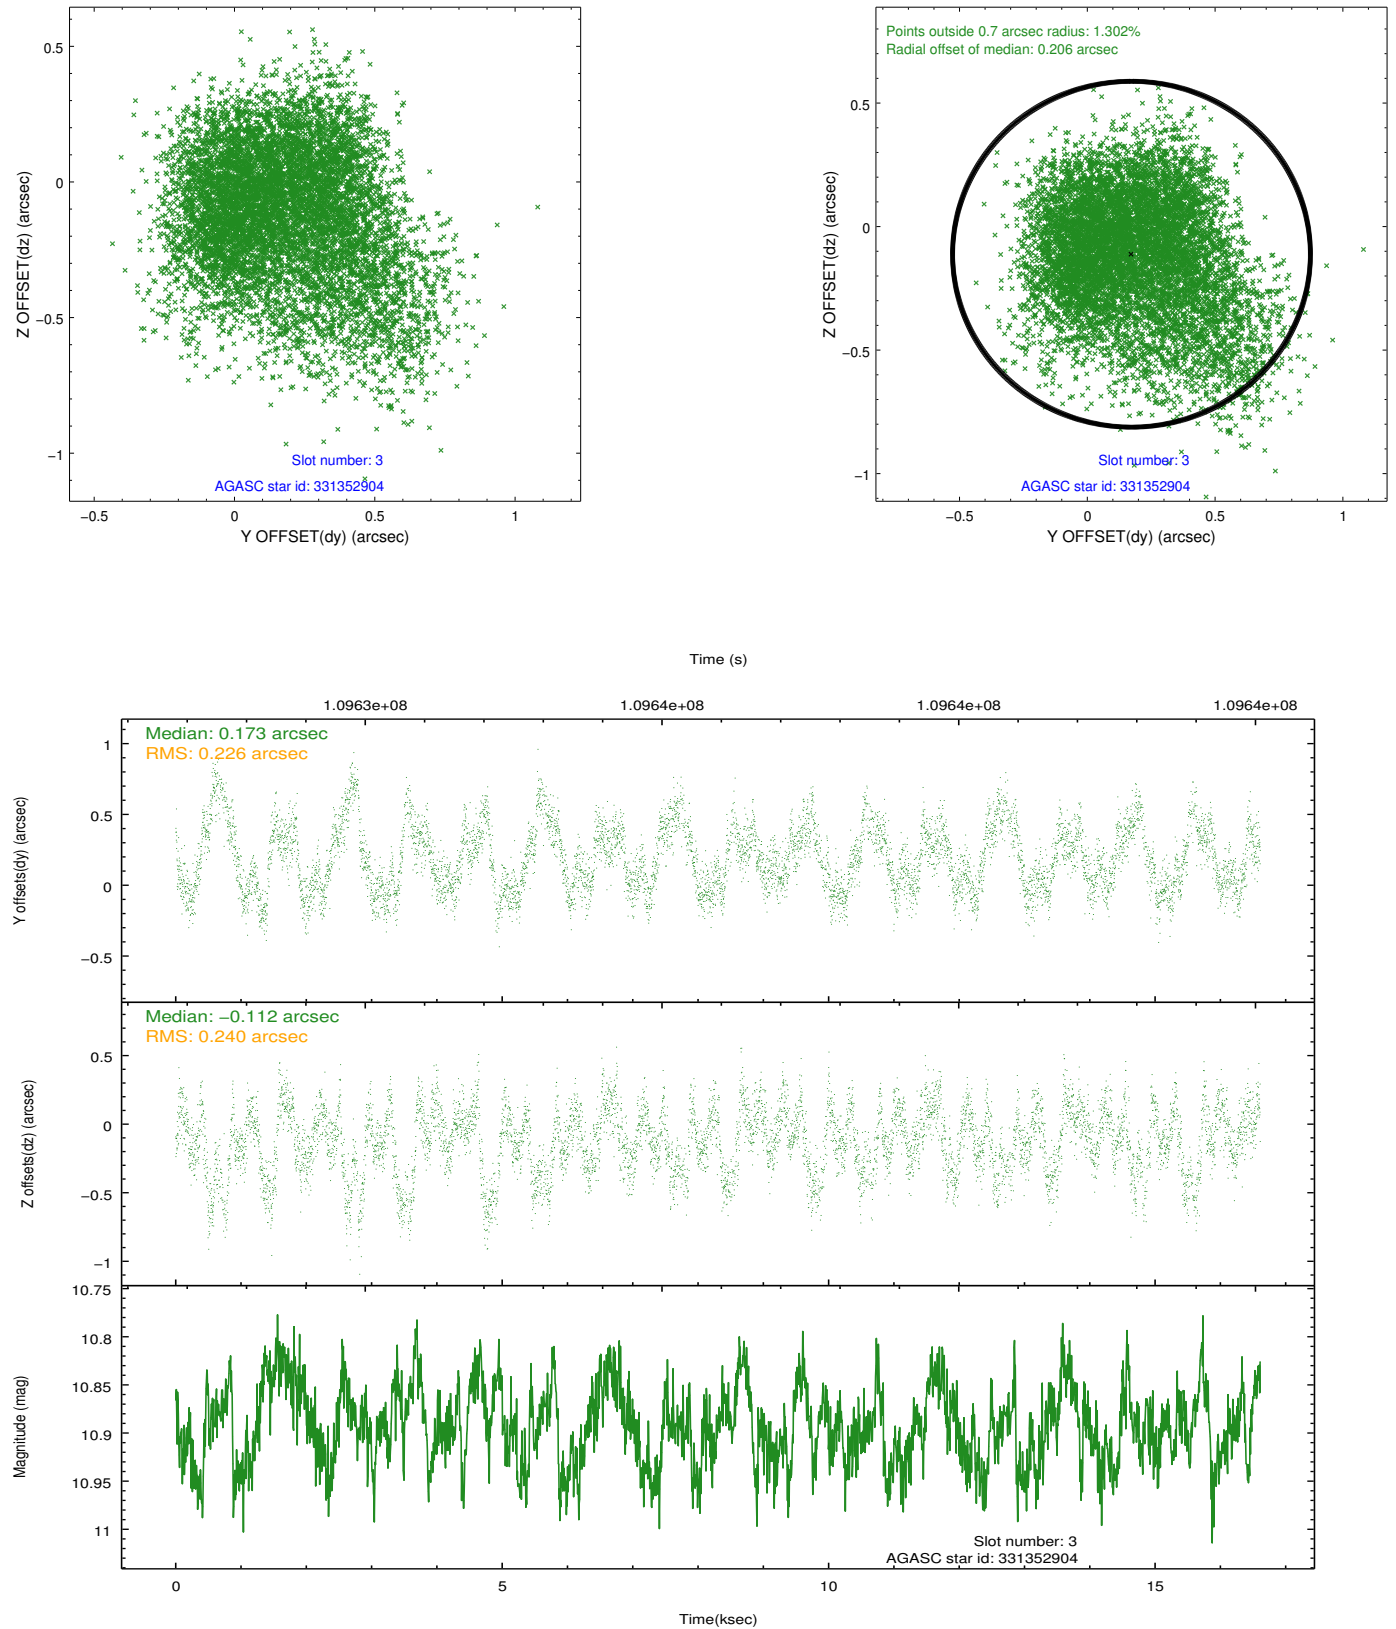 0.5
0
−0.5
−1
Z OFFSET(dz) (arcsec)
Slot number: 3
AGASC star id: 331352904
−0.5
0
0.5
1
Y OFFSET(dy) (arcsec)
Points outside 0.7 arcsec radius: 1.302%
Radial offset of median: 0.206 arcsec
0.5
0
−0.5
−1
Z OFFSET(dz) (arcsec)
Slot number: 3
AGASC star id: 331352904
−0.5
0
0.5
1
Y OFFSET(dy) (arcsec)
Time (s)
1.0963e+08
1.0964e+08
1.0964e+08
1.0964e+08
Median: 0.173 arcsec
RMS: 0.226 arcsec
1
0.5
0
−0.5
Y offsets(dy) (arcsec)
Median: −0.112 arcsec
RMS: 0.240 arcsec
0.5
0
−0.5
−1
Z offsets(dz) (arcsec)
10.75
10.8
10.85
10.9
10.95
11
Magnitude (mag)
Slot number: 3
AGASC star id: 331352904
0
5
10
15
Time(ksec)